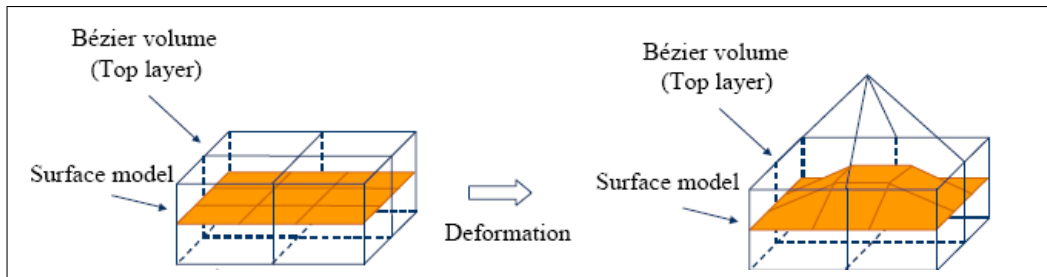 Bézier volume
(Top layer)
Surface model
Deformation
Bézier volume
(Top layer)
Surface model